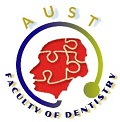 AUST
FACULTY OF DENTISTRY